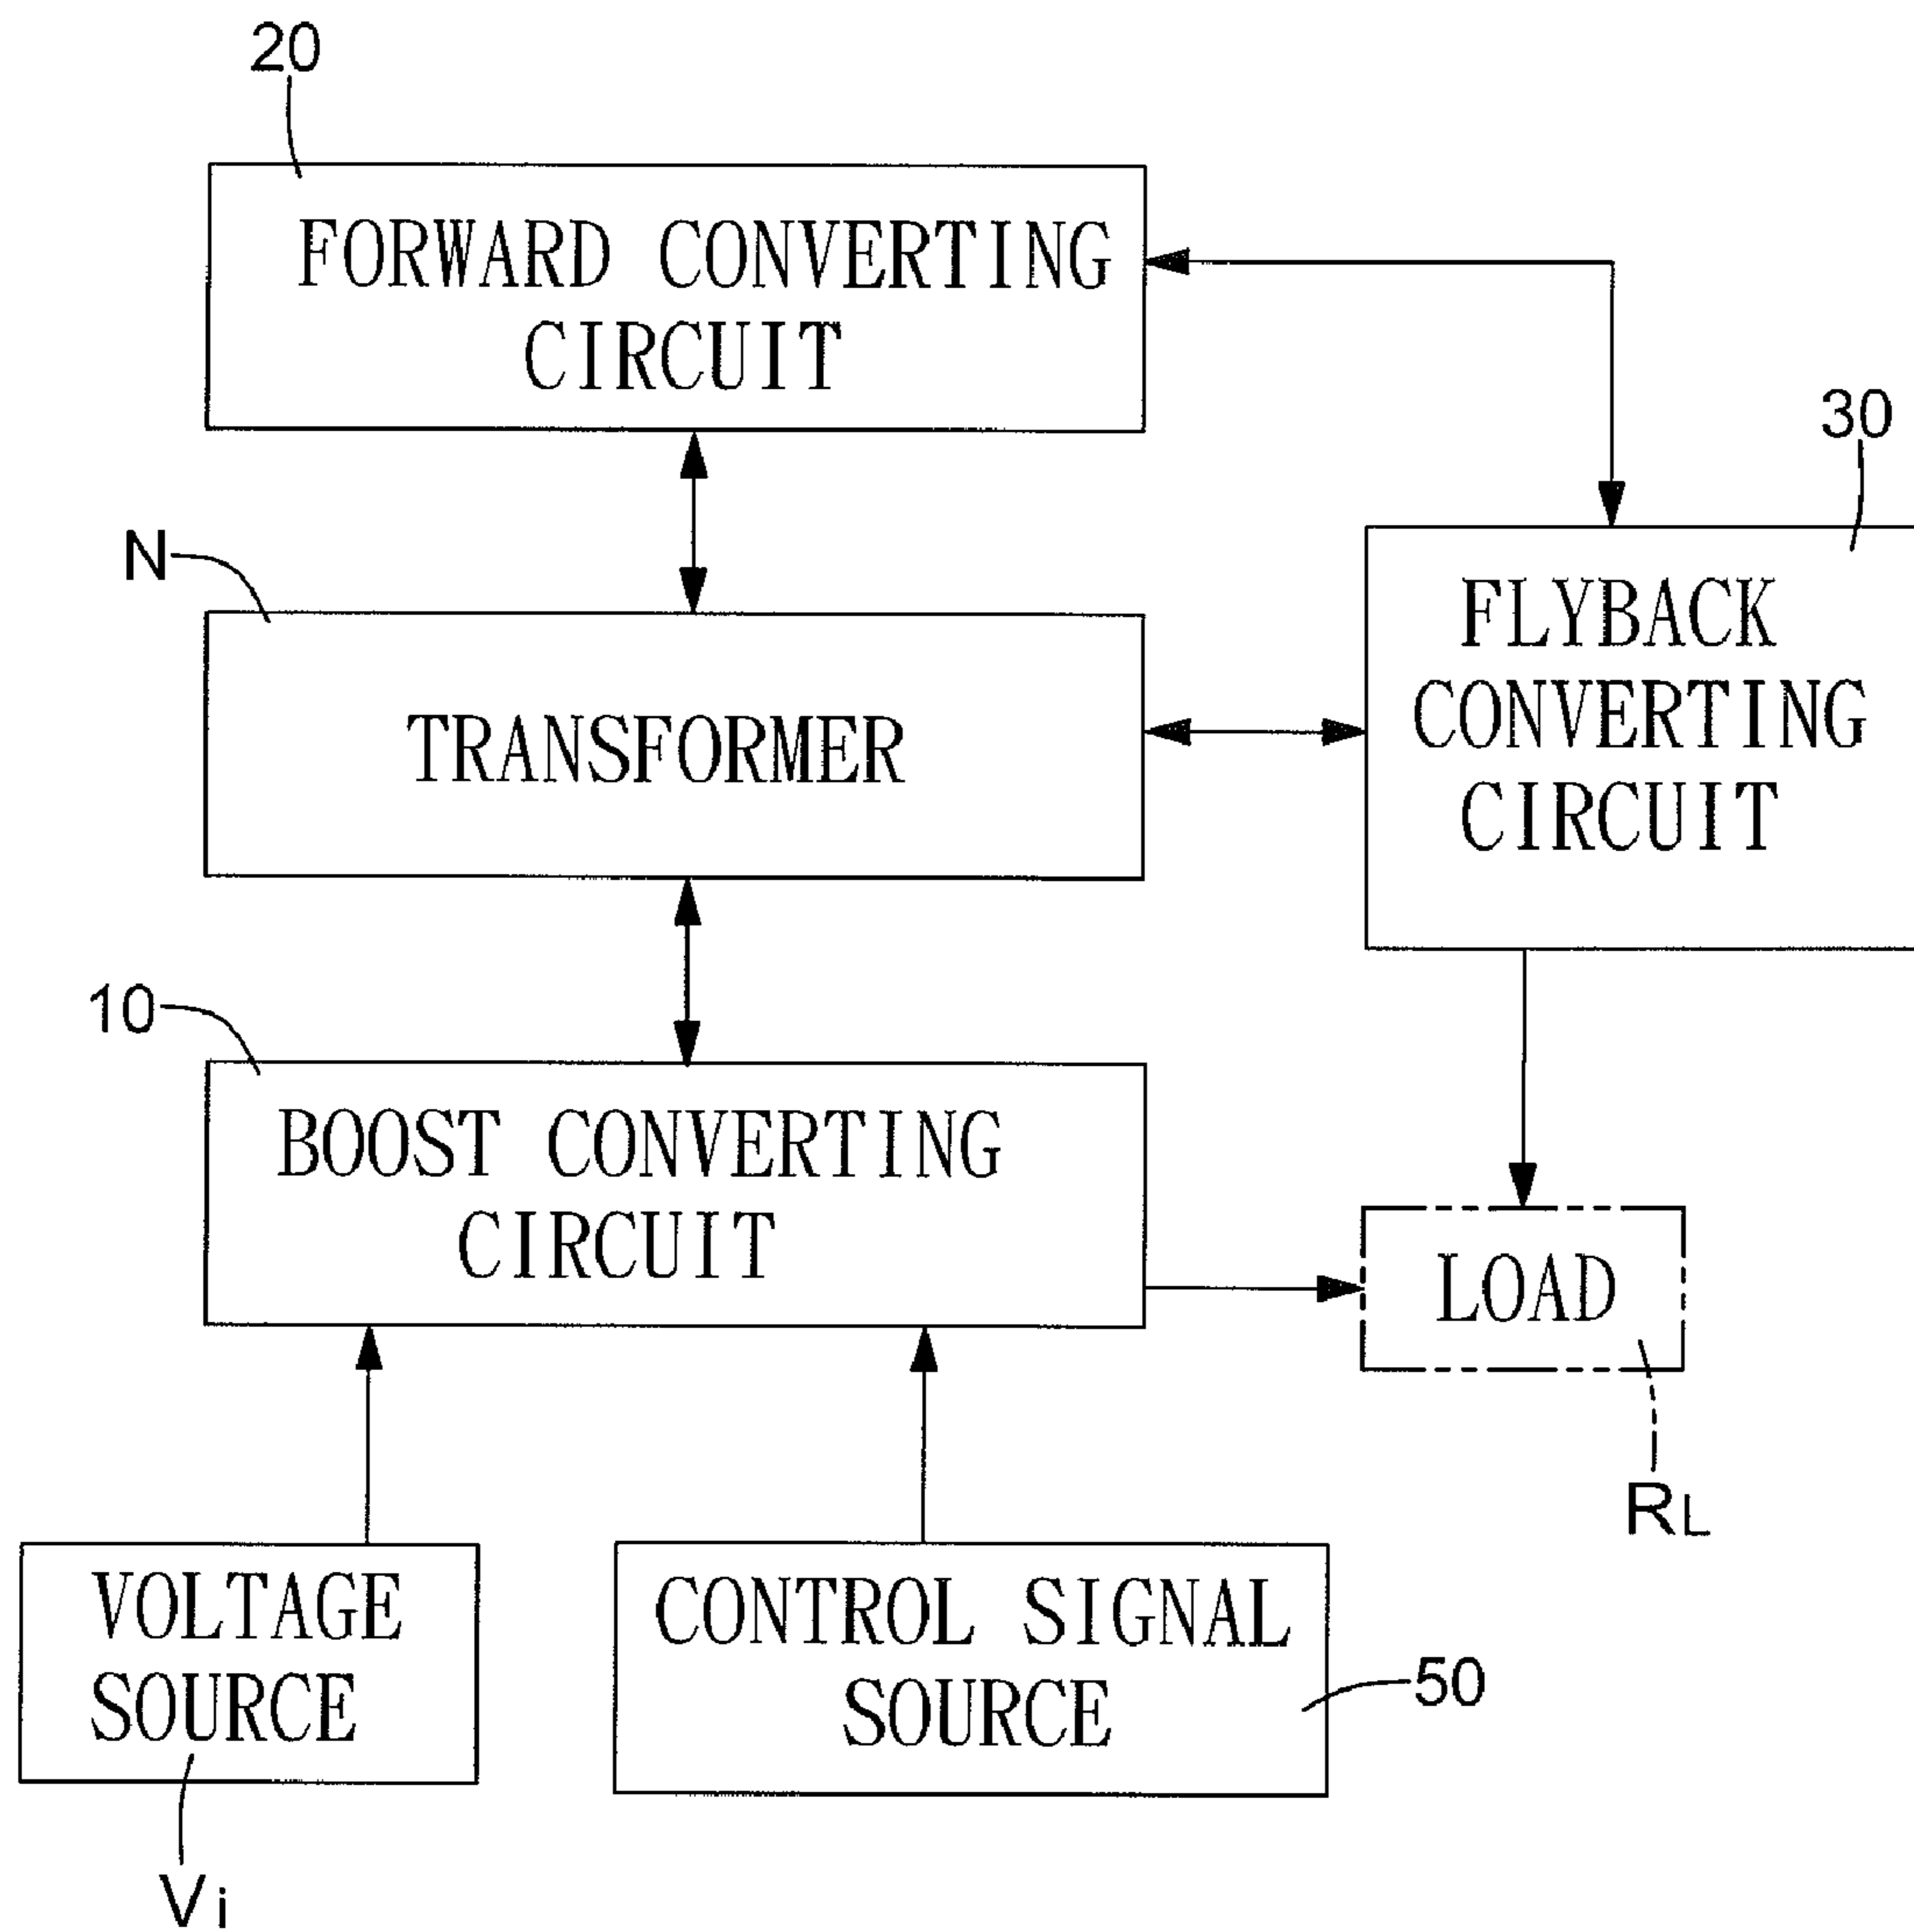 20
FORWARD CONVERTING
CIRCUIT
30
N
FLYBACK
CONVERTING
CIRCUIT
TRANSFORMER
10
BOOST CONVERTING
CIRCUIT
LOAD
RL
VOLTAGE
SOURCE
CONTROL SIGNAL
SOURCE
50
Vi